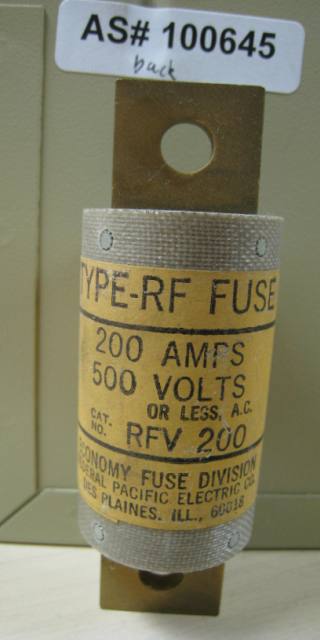 AS# 100645
back
TYPE-RF FUSE
200 AMPS
500 VOLTS
OR LESS, A.C.
CAT. NO. RFV 200
ECONOMY FUSE DIVISION
FEDERAL PACIFIC ELECTRIC CO.
DES PLAINES, ILL., 60018